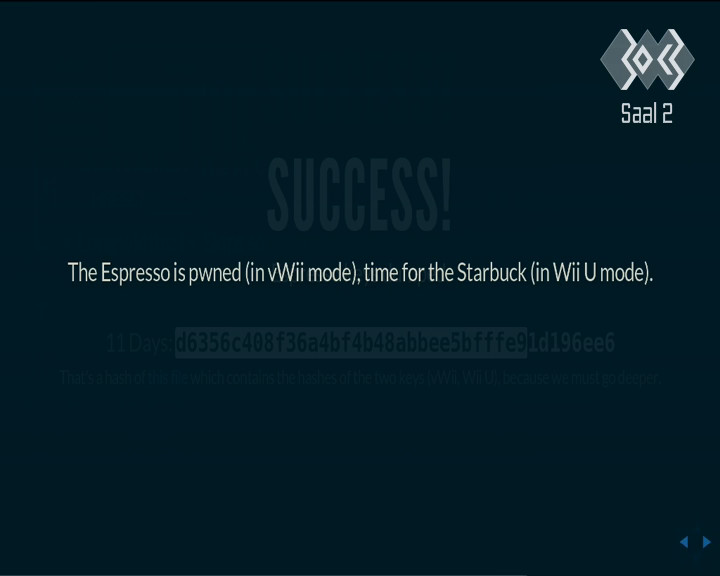 Saal 2
SUCCESS!
The Espresso is pwned (in vWii mode), time for the Starbuck (in Wii U mode).
11 Days: d6356c408f36a4bf4b48abbee5bfffe91d196ee6
That's a hash of this file which contains the hashes of the two keys (vWii, Wii U), because we must go deeper.